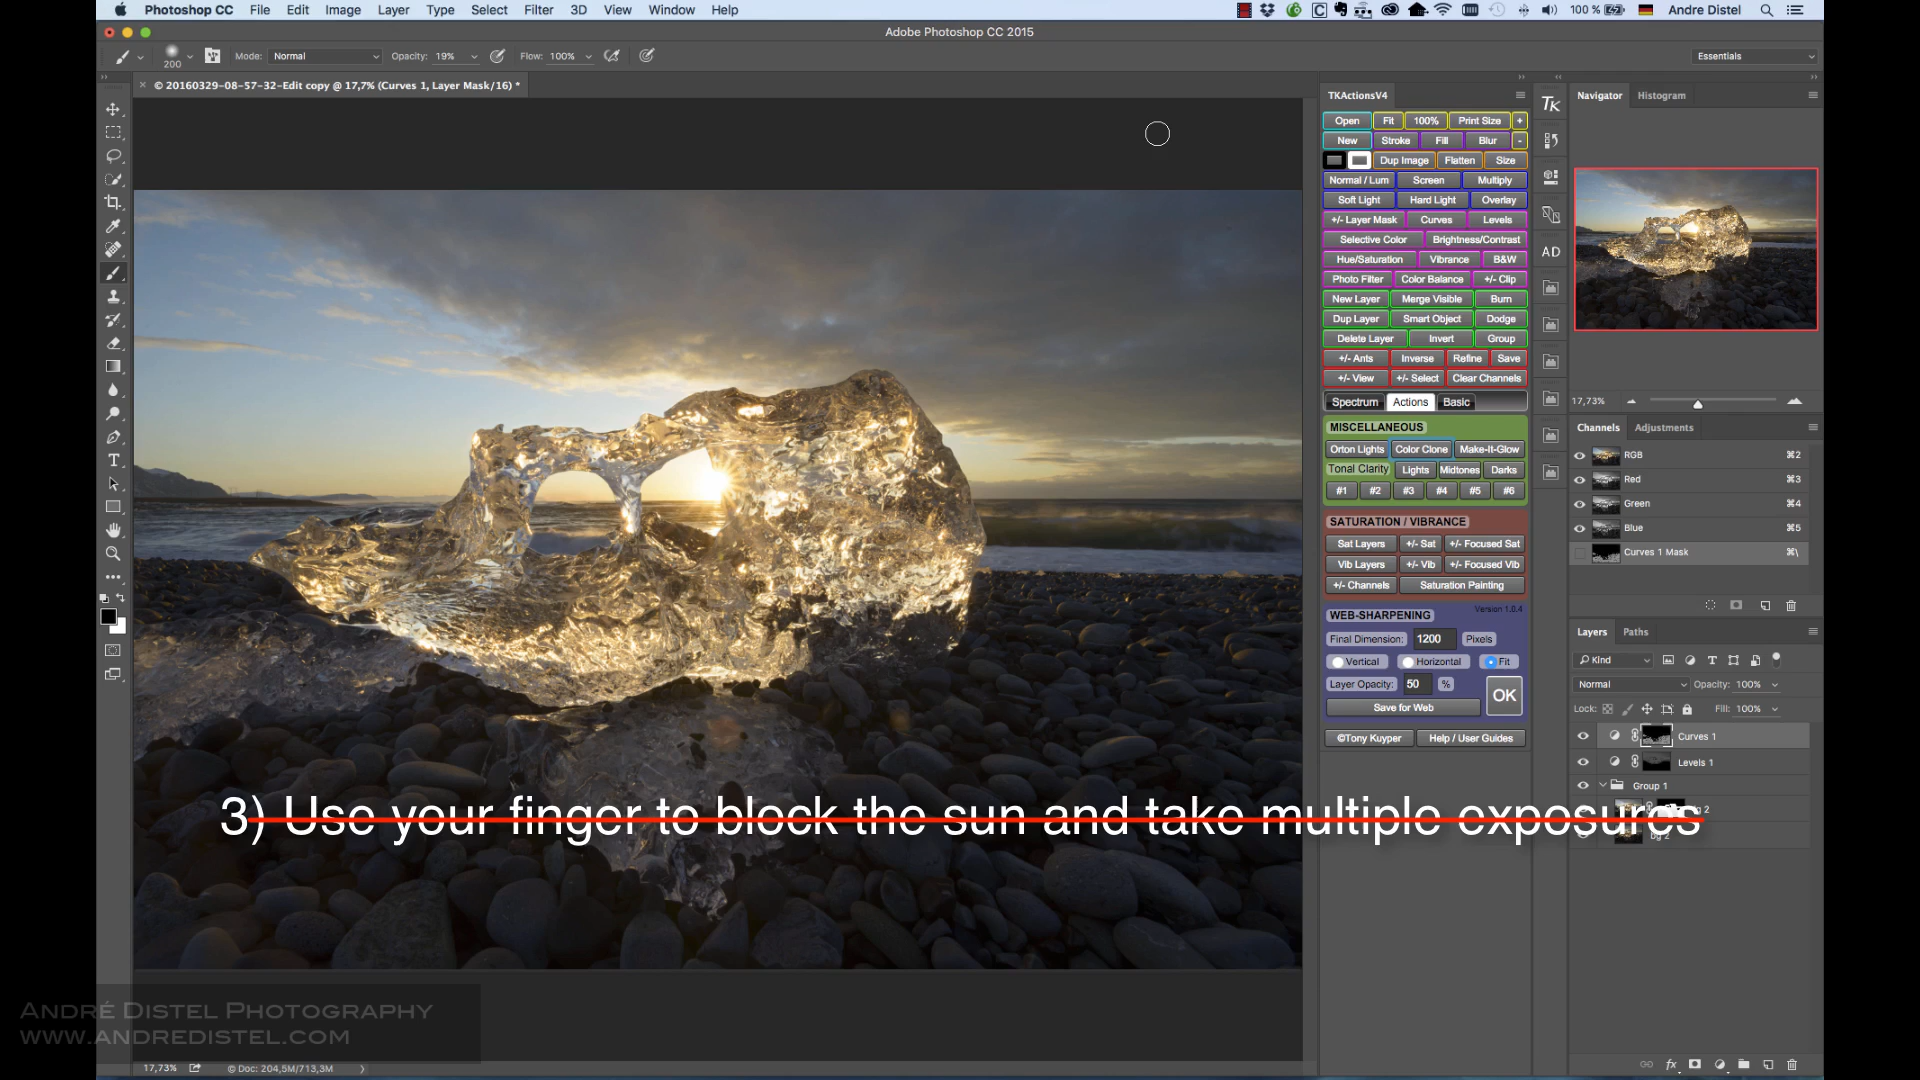 Photoshop CC File Edit Image Layer Type Select Filter 3D View Window Help 100 % Andre Distel
Adobe Photoshop CC 2015
200 Mode: Normal Opacity: 19% Flow: 100% Essentials
© 20160329-08-57-32-Edit copy @ 17,7% (Curves 1, Layer Mask/16) *
TKActionsV4
Open Fit 100% Print Size +
New Stroke Fill Blur -
Dup Image Flatten Size
Normal / Lum Screen Multiply
Soft Light Hard Light Overlay
+/- Layer Mask Curves Levels
Selective Color Brightness/Contrast
Hue/Saturation Vibrance B&W
Photo Filter Color Balance +/- Clip
New Layer Merge Visible Burn
Dup Layer Smart Object Dodge
Delete Layer Invert Group
+/- Ants Inverse Refine Save
+/- View +/- Select Clear Channels
Spectrum Actions Basic
MISCELLANEOUS
Orton Lights Color Clone Make-It-Glow
Tonal Clarity Lights Midtones Darks
#1 #2 #3 #4 #5 #6
SATURATION / VIBRANCE
Sat Layers +/- Sat +/- Focused Sat
Vib Layers +/- Vib +/- Focused Vib
+/- Channels Saturation Painting
WEB-SHARPENING Version 1.0.4
Final Dimension: 1200 Pixels
Vertical Horizontal Fit
Layer Opacity: 50 % OK
Save for Web
©Tony Kuyper Help / User Guides
TK
AD
Navigator Histogram
17,73%
Channels Adjustments
RGB ⌘2
Red ⌘3
Green ⌘4
Blue ⌘5
Curves 1 Mask ⌘\
Layers Paths
Kind
Normal Opacity: 100%
Lock: Fill: 100%
Curves 1
Levels 1
Group 1
bg 2
3) Use your finger to block the sun and take multiple exposures
André Distel Photography
www.andredistel.com
17,73% © Doc: 204,5M/713,3M
fx